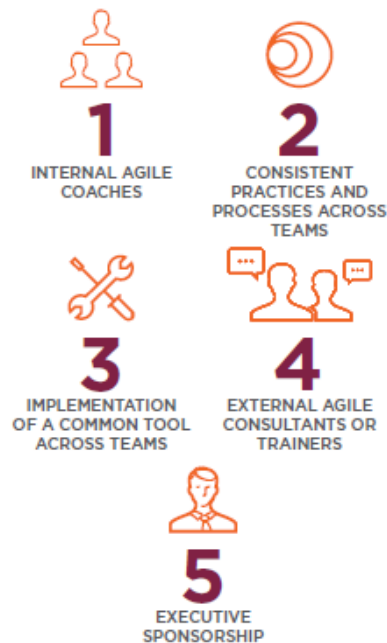 1
INTERNAL AGILE
COACHES
2
CONSISTENT
PRACTICES AND
PROCESSES ACROSS
TEAMS
3
IMPLEMENTATION
OF A COMMON TOOL
ACROSS TEAMS
4
EXTERNAL AGILE
CONSULTANTS OR
TRAINERS
5
EXECUTIVE
SPONSORSHIP